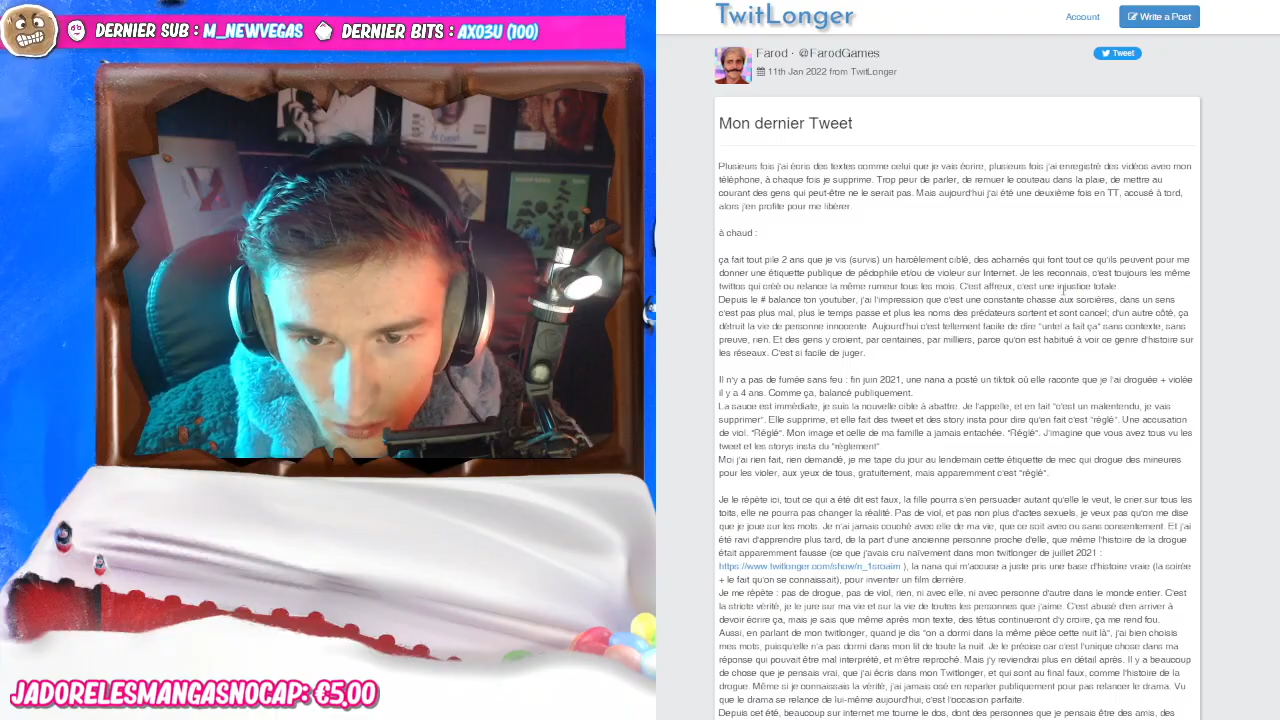 DERNIER SUB : M_NEWVEGAS
DERNIER BITS : AXO3U (100)
JADORELESMANGASNOCAP: €5,00
TwitLonger
Account
Write a Post
Farod · @FarodGames
11th Jan 2022 from TwitLonger
Tweet
Mon dernier Tweet
Plusieurs fois j'ai écris des textes comme celui que je vais écrire, plusieurs fois j'ai enregistré des vidéos avec mon
téléphone, à chaque fois je supprime. Trop peur de parler, de remuer le couteau dans la plaie, de mettre au
courant des gens qui peut-être ne le serait pas. Mais aujourd'hui j'ai été une deuxième fois en TT, accusé à tord,
alors j'en profite pour me libérer.
à chaud :
ça fait tout pile 2 ans que je vis (survis) un harcèlement ciblé, des acharnés qui font tout ce qu'ils peuvent pour me
donner une étiquette publique de pédophile et/ou de violeur sur Internet. Je les reconnais, c'est toujours les même
twittos qui créé ou relance la même rumeur tous les mois. C'est affreux, c'est une injustice totale.
Depuis le # balance ton youtuber, j'ai l'impression que c'est une constante chasse aux sorcières, dans un sens
c'est pas plus mal, plus le temps passe et plus les noms des prédateurs sortent et sont cancel; d'un autre côté, ça
détruit la vie de personne innocente. Aujourd'hui c'est tellement facile de dire "untel a fait ça" sans contexte, sans
preuve, rien. Et des gens y croient, par centaines, par milliers, parce qu'on est habitué à voir ce genre d'histoire sur
les réseaux. C'est si facile de juger.
Il n'y a pas de fumée sans feu : fin juin 2021, une nana a posté un tiktok où elle raconte que je l'ai droguée + violée
il y a 4 ans. Comme ça, balancé publiquement.
La sauce est immédiate, je suis la nouvelle cible à abattre. Je l'appelle, et en fait "c'est un malentendu, je vais
supprimer". Elle supprime, et elle fait des tweet et des story insta pour dire qu'en fait c'est "réglé". Une accusation
de viol. "Réglé". Mon image et celle de ma famille a jamais entachée. "Réglé". J'imagine que vous avez tous vu les
tweet et les storys insta du "règlement"
Moi j'ai rien fait, rien demandé, je me tape du jour au lendemain cette étiquette de mec qui drogue des mineures
pour les violer, aux yeux de tous, gratuitement, mais apparemment c'est "réglé".
Je le répète ici, tout ce qui a été dit est faux, la fille pourra s'en persuader autant qu'elle le veut, le crier sur tous les
toits, elle ne pourra pas changer la réalité. Pas de viol, et pas non plus d'actes sexuels, je veux pas qu'on me dise
que je joue sur les mots. Je n'ai jamais couché avec elle de ma vie, que ce soit avec ou sans consentement. Et j'ai
été ravi d'apprendre plus tard, de la part d'une ancienne personne proche d'elle, que même l'histoire de la drogue
était apparemment fausse (ce que j'avais cru naïvement dans mon twitlonger de juillet 2021 :
https://www.twitlonger.com/show/n_1sroaim ), la nana qui m'accuse a juste pris une base d'histoire vraie (la soirée
+ le fait qu'on se connaissait), pour inventer un film derrière.
Je me répète : pas de drogue, pas de viol, rien, ni avec elle, ni avec personne d'autre dans le monde entier. C'est
la stricte vérité, je le jure sur ma vie et sur la vie de toutes les personnes que j'aime. C'est abusé d'en arriver à
devoir écrire ça, mais je sais que même après mon texte, des têtus continueront d'y croire, ça me rend fou.
Aussi, en parlant de mon twitlonger, quand je dis "on a dormi dans la même pièce cette nuit là", j'ai bien choisis
mes mots, puisqu'elle n'a pas dormi dans mon lit de toute la nuit. Je le précise car c'est l'unique chose dans ma
réponse qui pouvait être mal interprété, et m'être reproché. Mais j'y reviendrai plus en détail après. Il y a beaucoup
de chose que je pensais vrai, que j'ai écris dans mon Twitlonger, et qui sont au final faux, comme l'histoire de la
drogue. Même si je connaissais la vérité, j'ai jamais osé en reparler publiquement pour pas relancer le drama. Vu
que le drama se relance de lui-même aujourd'hui, c'est l'occasion parfaite.
Depuis cet été, beaucoup sur internet me tourne le dos, dont des personnes que je pensais être des amis, des